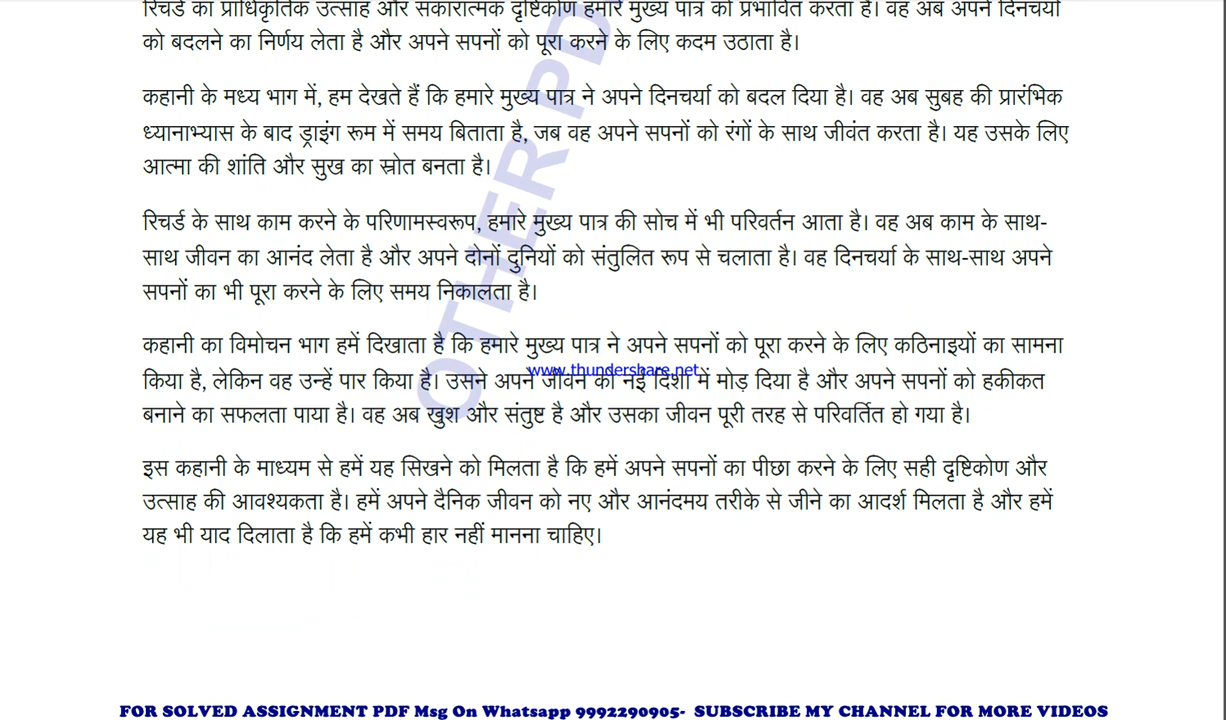 रिचर्ड का प्राधिकृतिक उत्साह और सकारात्मक दृष्टिकोण हमारे मुख्य पात्र को प्रभावित करता है। वह अब अपने दिनचर्या
को बदलने का निर्णय लेता है और अपने सपनों को पूरा करने के लिए कदम उठाता है।
कहानी के मध्य भाग में, हम देखते हैं कि हमारे मुख्य पात्र ने अपने दिनचर्या को बदल दिया है। वह अब सुबह की प्रारंभिक
ध्यानाभ्यास के बाद ड्राइंग रूम में समय बिताता है, जब वह अपने सपनों को रंगों के साथ जीवंत करता है। यह उसके लिए
आत्मा की शांति और सुख का स्रोत बनता है।
रिचर्ड के साथ काम करने के परिणामस्वरूप, हमारे मुख्य पात्र की सोच में भी परिवर्तन आता है। वह अब काम के साथ-
साथ जीवन का आनंद लेता है और अपने दोनों दुनियों को संतुलित रूप से चलाता है। वह दिनचर्या के साथ-साथ अपने
सपनों का भी पूरा करने के लिए समय निकालता है।
कहानी का विमोचन भाग हमें दिखाता है कि हमारे मुख्य पात्र ने अपने सपनों को पूरा करने के लिए कठिनाइयों का सामना
www.thundershare.net
किया है, लेकिन वह उन्हें पार किया है। उसने अपने जीवन को नई दिशा में मोड़ दिया है और अपने सपनों को हकीकत
बनाने का सफलता पाया है। वह अब खुश और संतुष्ट है और उसका जीवन पूरी तरह से परिवर्तित हो गया है।
इस कहानी के माध्यम से हमें यह सिखने को मिलता है कि हमें अपने सपनों का पीछा करने के लिए सही दृष्टिकोण और
उत्साह की आवश्यकता है। हमें अपने दैनिक जीवन को नए और आनंदमय तरीके से जीने का आदर्श मिलता है और हमें
यह भी याद दिलाता है कि हमें कभी हार नहीं मानना चाहिए।
OTHER PD
FOR SOLVED ASSIGNMENT PDF Msg On Whatsapp 9992290905- SUBSCRIBE MY CHANNEL FOR MORE VIDEOS